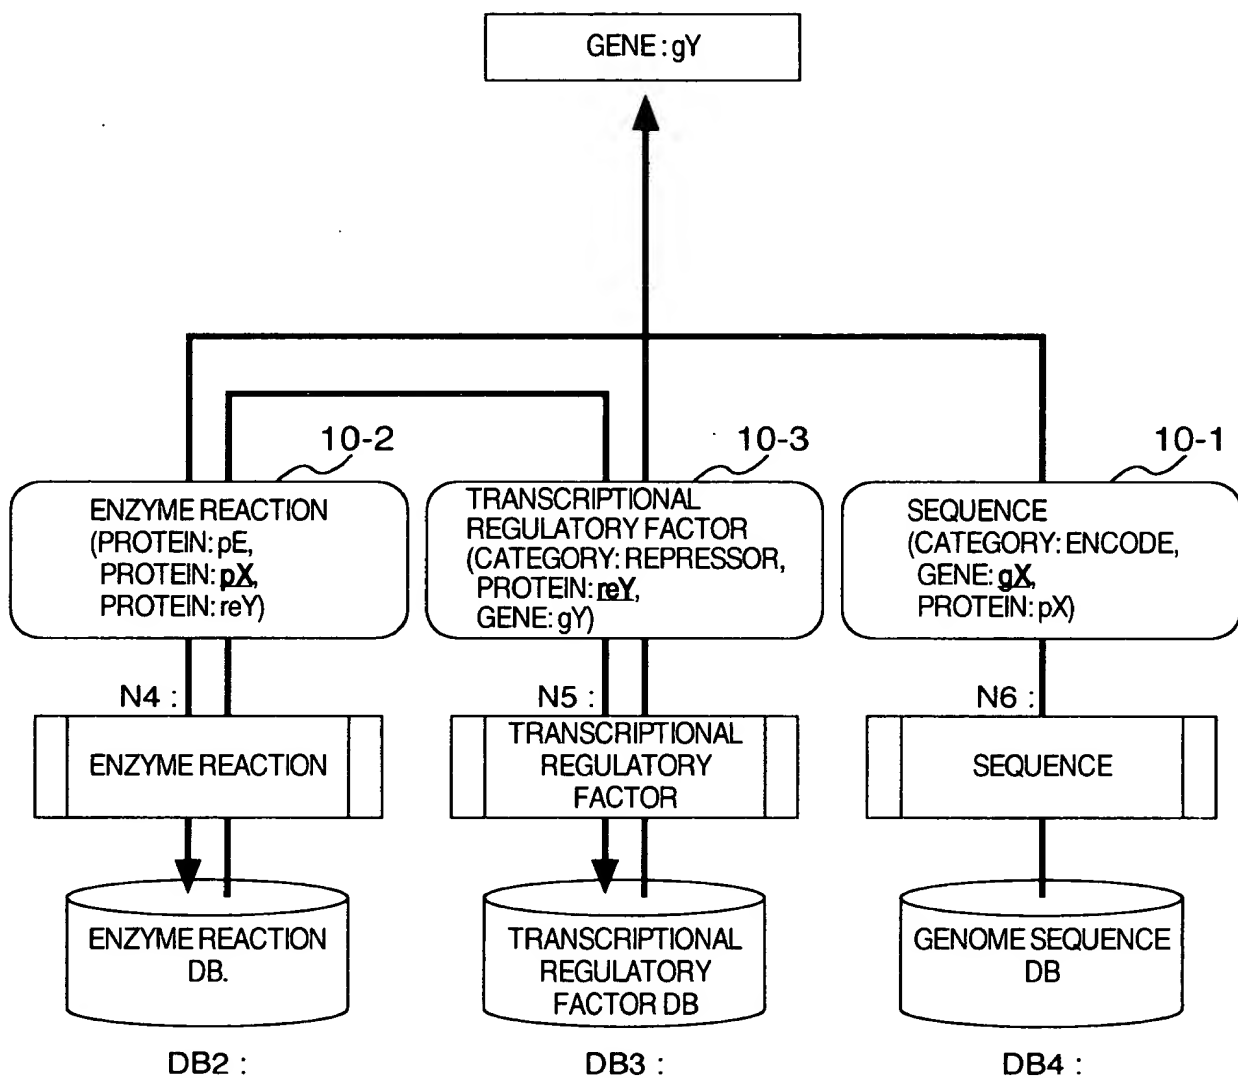 GENE: gY
10-2
10-3
10-1
ENZYME REACTION
(PROTEIN: pE,
PROTEIN: pX,
PROTEIN: reY)
TRANSCRIPTIONAL
REGULATORY FACTOR
(CATEGORY: REPRESSOR,
PROTEIN: reY,
GENE: gY)
SEQUENCE
(CATEGORY: ENCODE,
GENE: gX,
PROTEIN: pX)
N4 :
N5 :
N6 :
ENZYME REACTION
TRANSCRIPTIONAL
REGULATORY
FACTOR
SEQUENCE
ENZYME REACTION
DB.
TRANSCRIPTIONAL
REGULATORY
FACTOR DB
GENOME SEQUENCE
DB
DB2 :
DB3 :
DB4 :